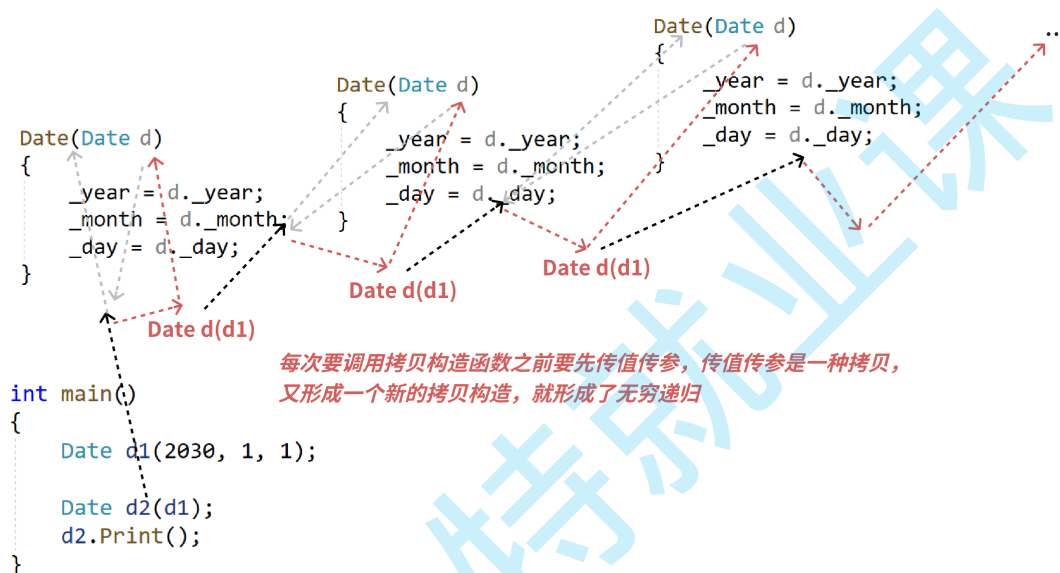 Date(Date d)
{
_year = d._year;
_month = d._month;
_day = d._day;
}
Date d(d1)
Date(Date d)
{
_year = d._year;
_month = d._month;
_day = d._day;
}
Date d(d1)
Date(Date d)
{
_year = d._year;
_month = d._month;
_day = d._day;
}
Date d(d1)
..
每次要调用拷贝构造函数之前要先传值传参，传值传参是一种拷贝，
又形成一个新的拷贝构造，就形成了无穷递归
int main()
{
Date d1(2030, 1, 1);
Date d2(d1);
d2.Print();
}
特就业课